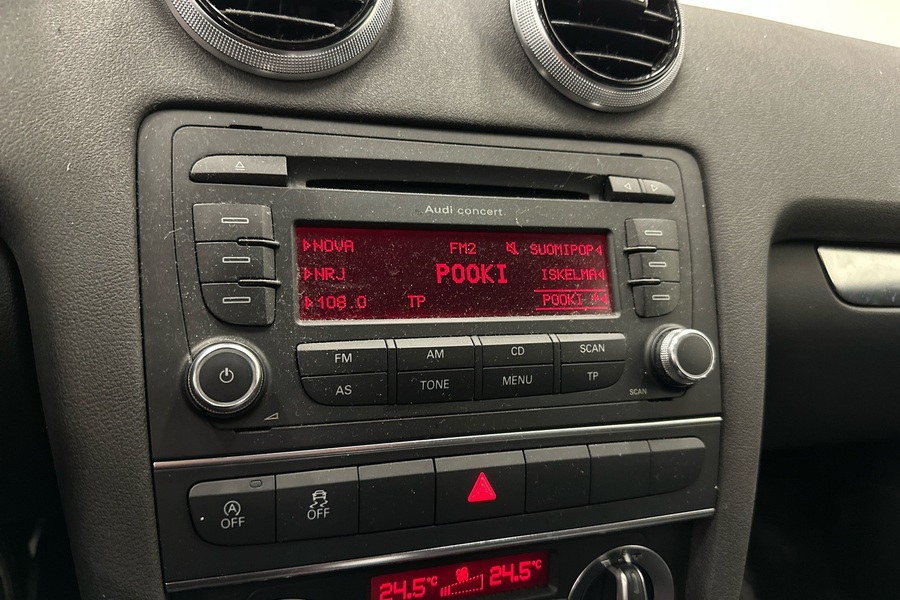 Audi concert
NOVA FM2 SUOMIPOP
NRJ POOKI ISKELMA
108.0 TP POOKI
FM AM CD SCAN
AS TONE MENU TP
SCAN
OFF OFF
24.5°C 24.5°C